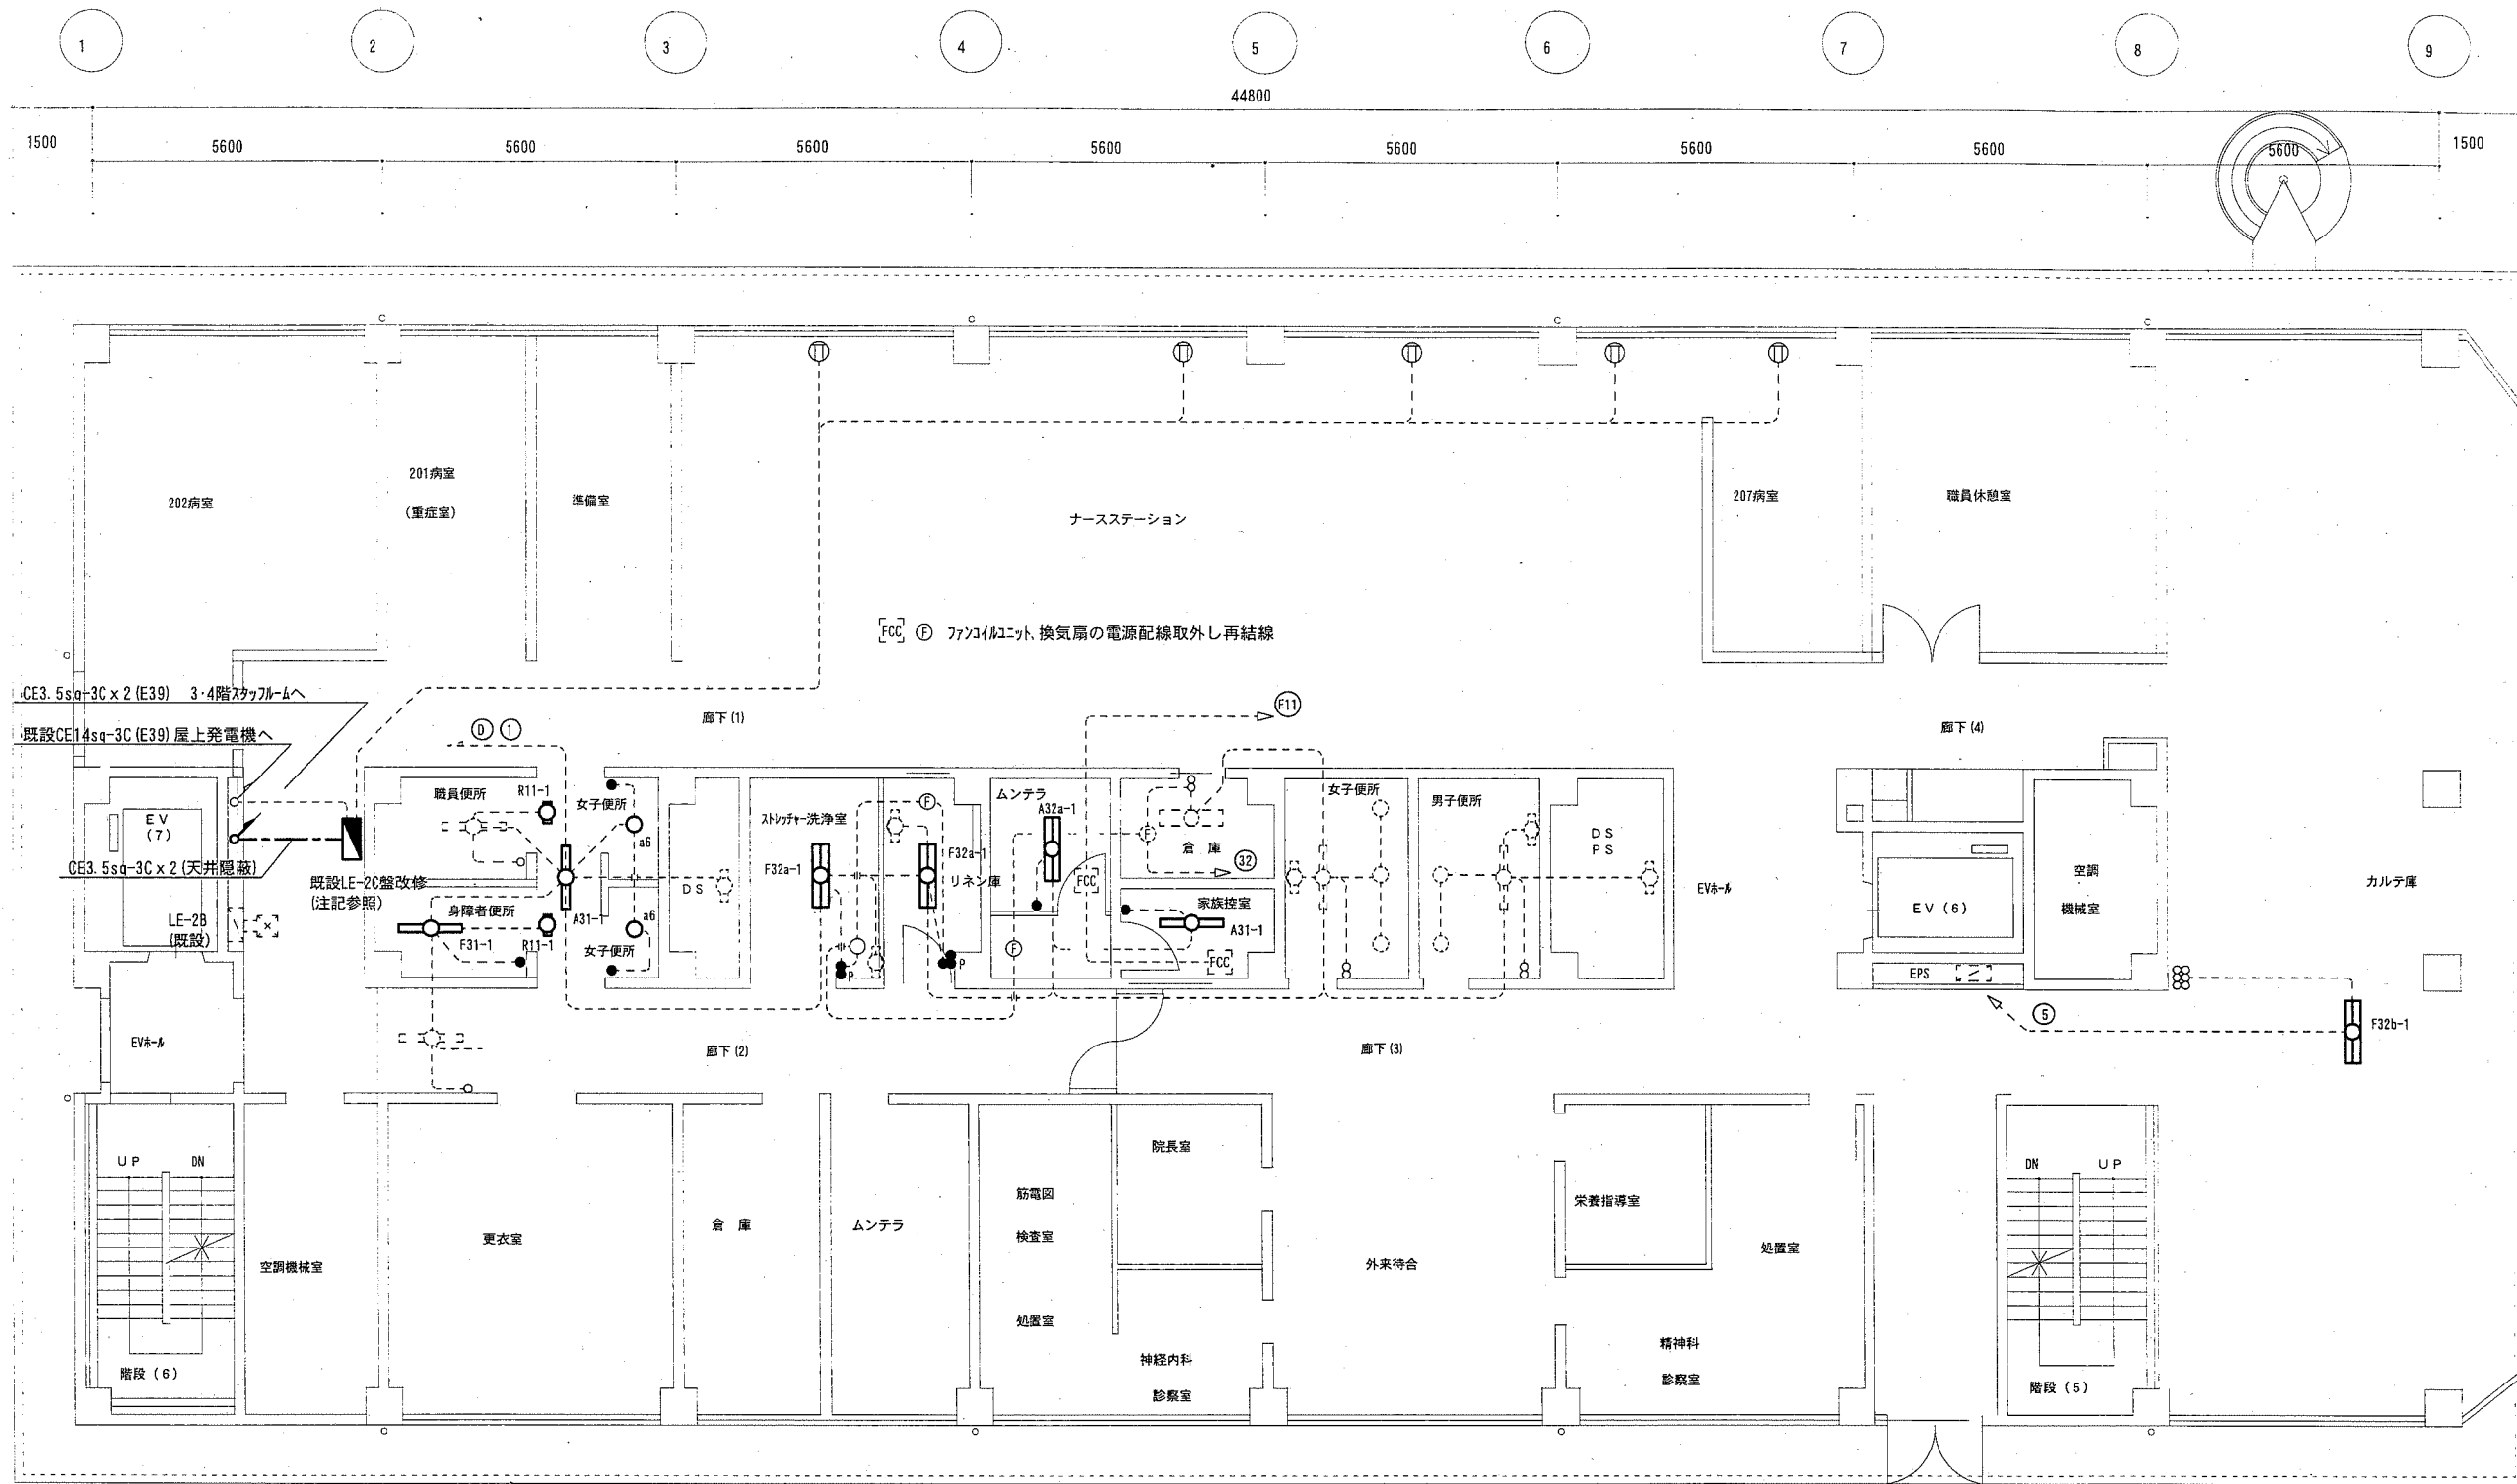 1
2
3
4
5
6
7
8
9
44800
1500
5600
5600
5600
5600
5600
5600
5600
5600
1500
202病室
201病室
(重症室)
準備室
ナースステーション
207病室
職員休憩室
FCC F ファンコイルユニット、換気扇の電源配線取外し再結線
CE3.5sq-3C x 2 (E39) 3・4階スタッフルームへ
既設CE14sq-3C (E39) 屋上発電機へ
CE3.5sq-3C x 2 (天井隠蔽)
廊下(1)
D 1
F11
廊下(4)
EV
(7)
LE-2B
(既設)
既設LE-2C盤改修
(注記参照)
職員便所
R11-1
女子便所
a6
身障者便所
F31-1
R11-1
A31-1
a6
女子便所
DS
ストレッチャー洗浄室
F32a-1
P
F
F32a-1
リネン庫
P
ムンテラ
A32a-1
FCC
F
F
倉庫
32
家族控室
A31-1
FCC
女子便所
男子便所
DS
PS
EVホール
EV(6)
EPS
空調
機械室
カルテ庫
5
F32b-1
EVホール
廊下(2)
廊下(3)
UP
DN
階段(6)
空調機械室
更衣室
倉庫
ムンテラ
筋電図
検査室
処置室
院長室
神経内科
診察室
外来待合
栄養指導室
処置室
精神科
診察室
DN
UP
階段(5)